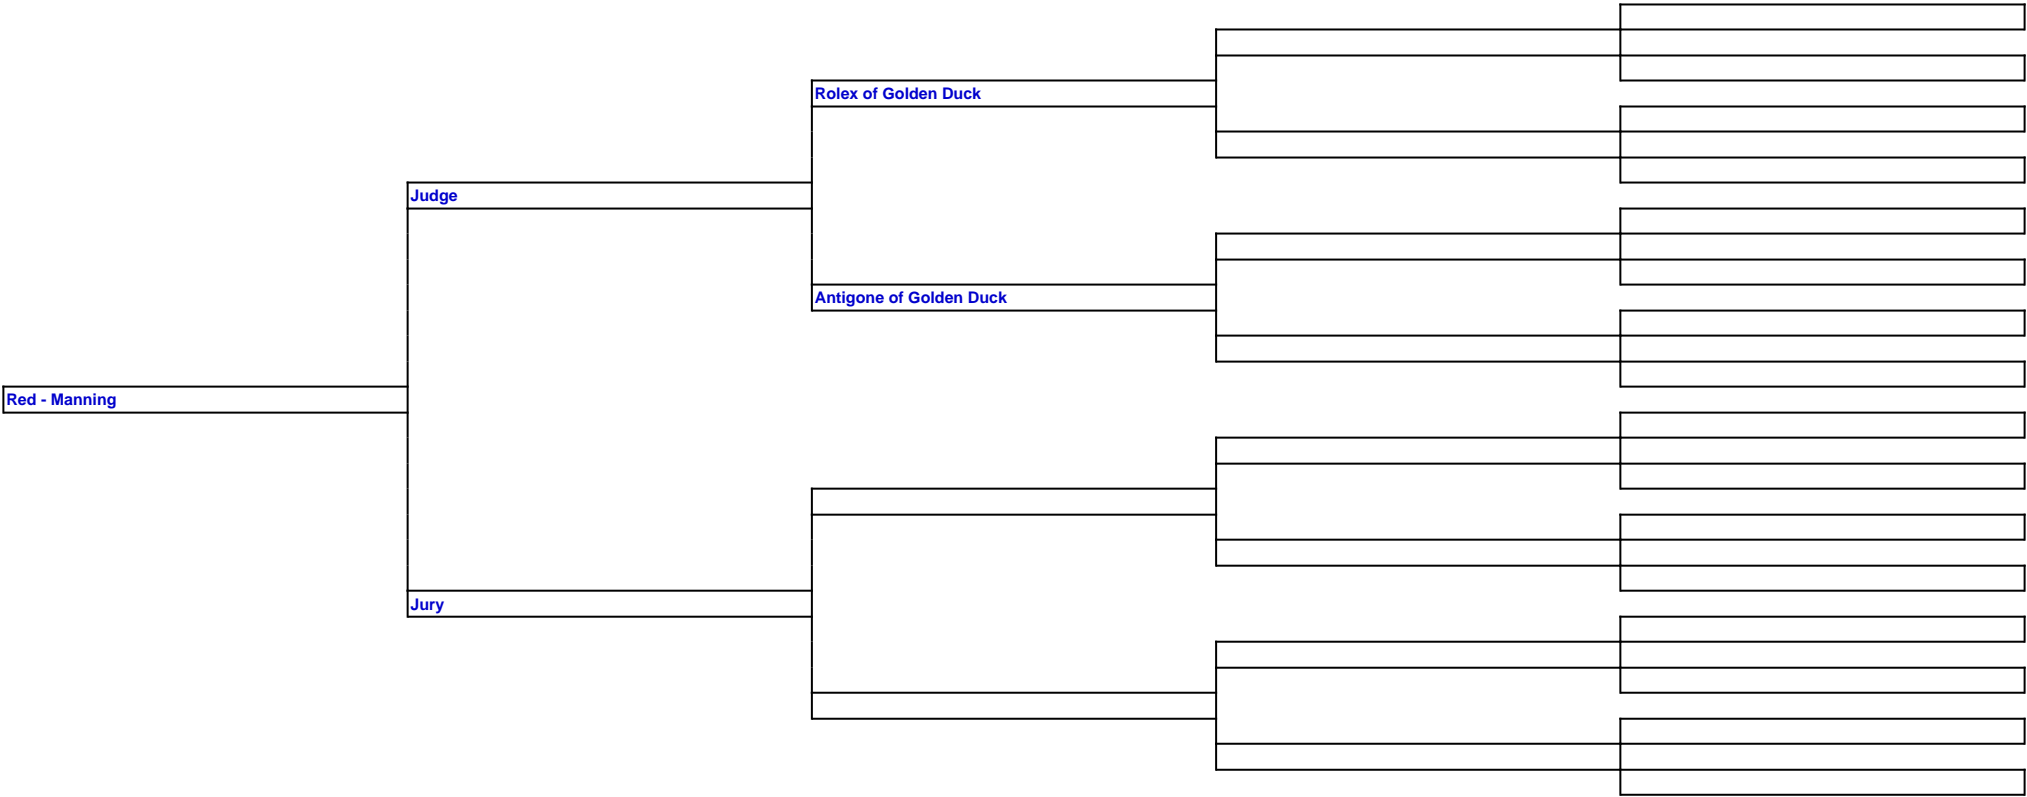 Rolex of Golden Duck
Judge
Antigone of Golden Duck
Red - Manning
Jury